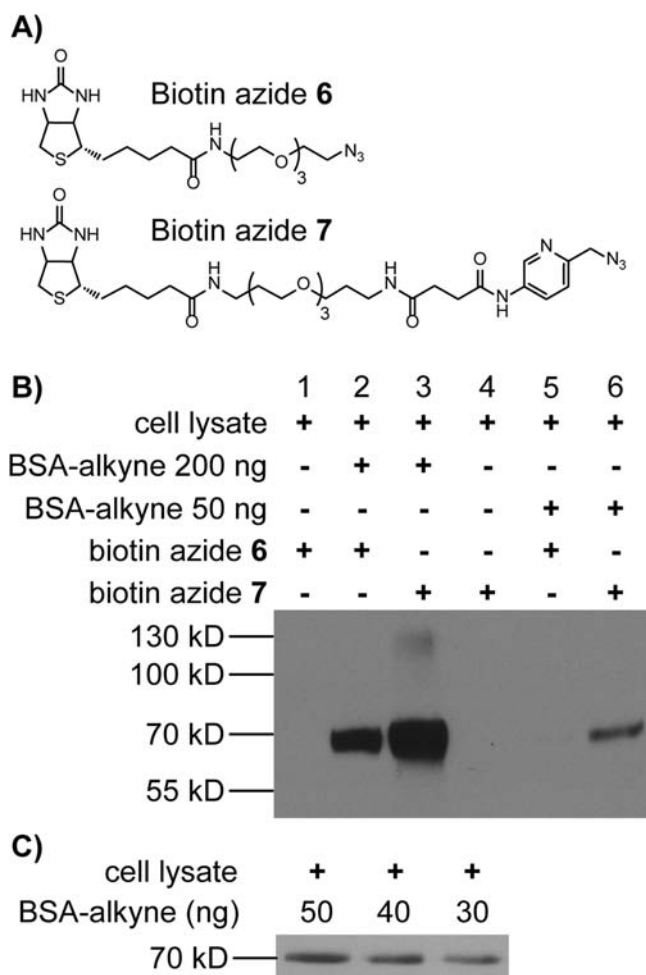 A)
O
HN NH
Biotin azide 6
S
H
N
O
O
3
N3
O
HN NH
Biotin azide 7
S
H
N
O
O
3
H
N
O
O
N
H
N
N3
B) 1 2 3 4 5 6
cell lysate + + + + + +
BSA-alkyne 200 ng - + + - - -
BSA-alkyne 50 ng - - - - + +
biotin azide 6 + + - - + -
biotin azide 7 - - + + - +
130 kD
100 kD
70 kD
55 kD
C)
cell lysate + + +
BSA-alkyne (ng) 50 40 30
70 kD